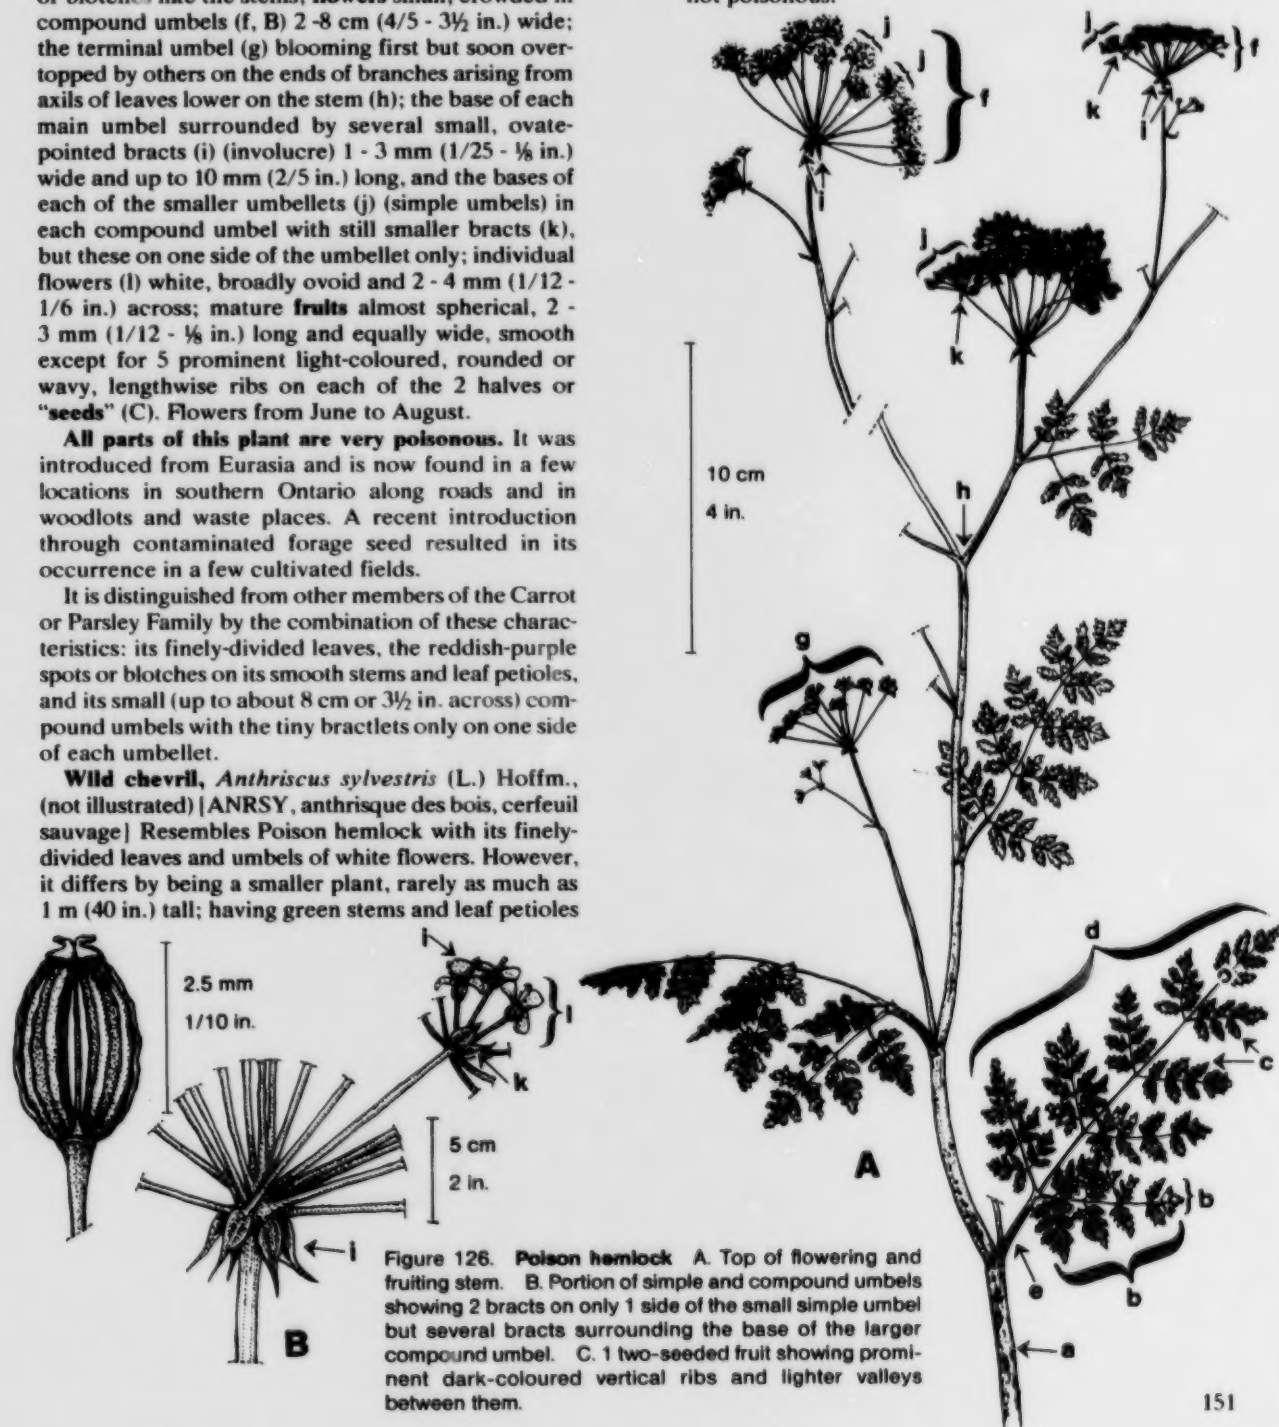 like the stems; flowers small, crowded in
compound umbels (f, B) 2 -8 cm (4/5 - 3½ in.) wide;
the terminal umbel (g) blooming first but soon over-
topped by others on the ends of branches arising from
axils of leaves lower on the stem (h); the base of each
main umbel surrounded by several small, ovate-
pointed bracts (i) (involucre) 1 - 3 mm (1/25 - ⅛ in.)
wide and up to 10 mm (2/5 in.) long, and the bases of
each of the smaller umbellets (j) (simple umbels) in
each compound umbel with still smaller bracts (k),
but these on one side of the umbellet only; individual
flowers (l) white, broadly ovoid and 2 - 4 mm (1/12 -
1/6 in.) across; mature fruits almost spherical, 2 -
3 mm (1/12 - ⅛ in.) long and equally wide, smooth
except for 5 prominent light-coloured, rounded or
wavy, lengthwise ribs on each of the 2 halves or
"seeds" (C). Flowers from June to August.
All parts of this plant are very poisonous. It was
introduced from Eurasia and is now found in a few
locations in southern Ontario along roads and in
woodlots and waste places. A recent introduction
through contaminated forage seed resulted in its
occurrence in a few cultivated fields.
It is distinguished from other members of the Carrot
or Parsley Family by the combination of these charac-
teristics: its finely-divided leaves, the reddish-purple
spots or blotches on its smooth stems and leaf petioles,
and its small (up to about 8 cm or 3½ in. across) com-
pound umbels with the tiny bractlets only on one side
of each umbellet.
Wild chevril, Anthriscus sylvestris (L.) Hoffm.,
(not illustrated) [ANRSY, anthrisque des bois, cerfeuil
sauvage] Resembles Poison hemlock with its finely-
divided leaves and umbels of white flowers. However,
it differs by being a smaller plant, rarely as much as
1 m (40 in.) tall; having green stems and leaf petioles
not poisonous.
j
j
f
i
j
f
k
i
j
k
10 cm
4 in.
h
g
d
c
A
b
b
e
a
2.5 mm
1/10 in.
i
l
k
5 cm
2 in.
i
B
Figure 126. Poison hemlock A. Top of flowering and
fruiting stem. B. Portion of simple and compound umbels
showing 2 bracts on only 1 side of the small simple umbel
but several bracts surrounding the base of the larger
compound umbel. C. 1 two-seeded fruit showing promi-
nent dark-coloured vertical ribs and lighter valleys
between them.
151